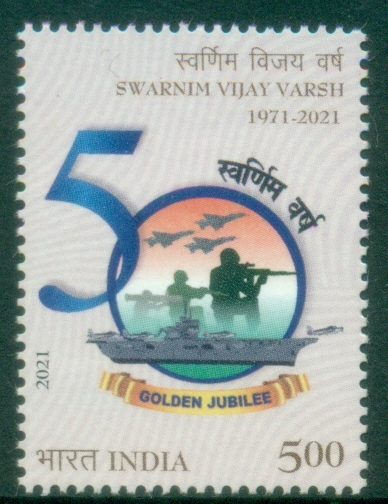 स्वर्णिम विजय वर्ष
SWARNIM VIJAY VARSH
1971-2021
50
स्वर्णिम वर्ष
GOLDEN JUBILEE
2021
भारत INDIA
500